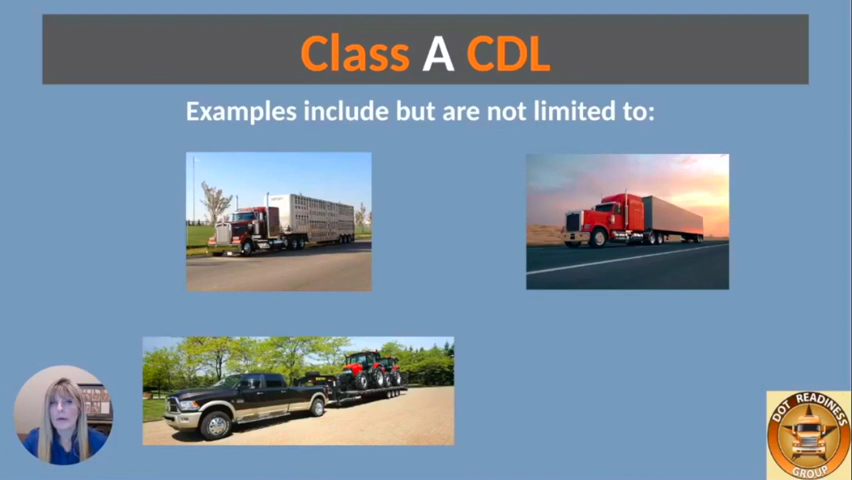 Class A CDL
Examples include but are not limited to:
DOT READINESS
GROUP